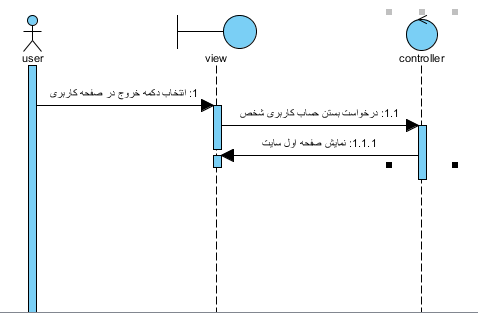 user
view
controller
1: انتخاب دکمه خروج در صفحه کاربری
1.1: درخواست بستن حساب کاربری شخص
1.1.1: نمایش صفحه اول سایت